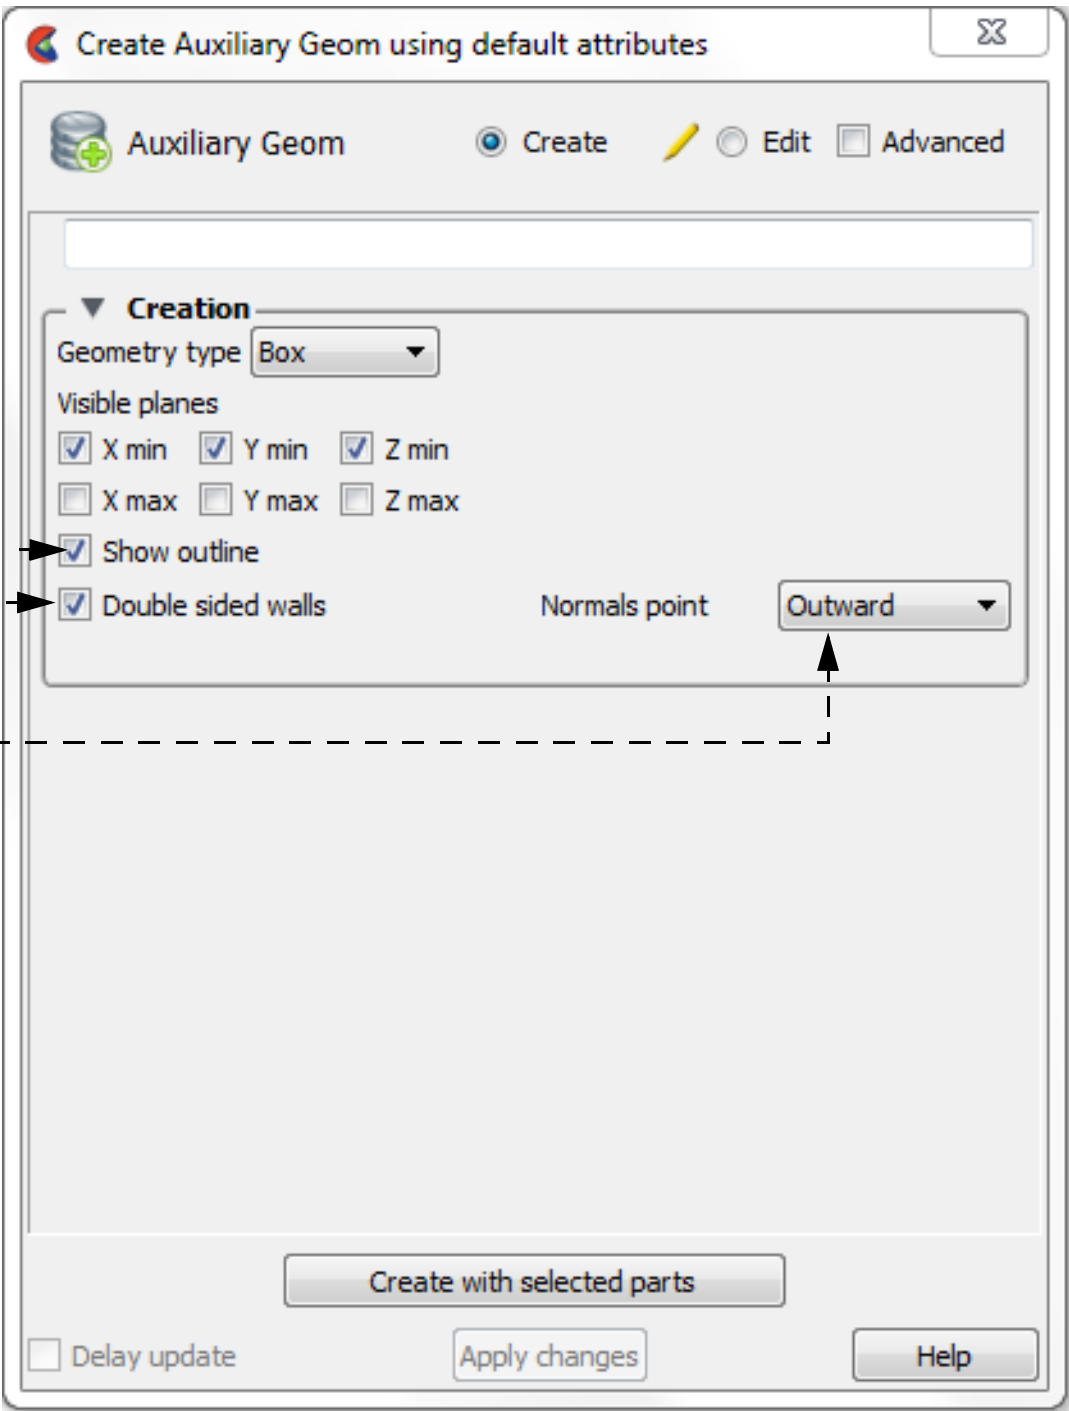 Create Auxiliary Geom using default attributes
Auxiliary Geom Create Edit Advanced
Creation
Geometry type Box
Visible planes
X min Y min Z min
X max Y max Z max
Show outline
Double sided walls Normals point Outward
Create with selected parts
Delay update Apply changes Help